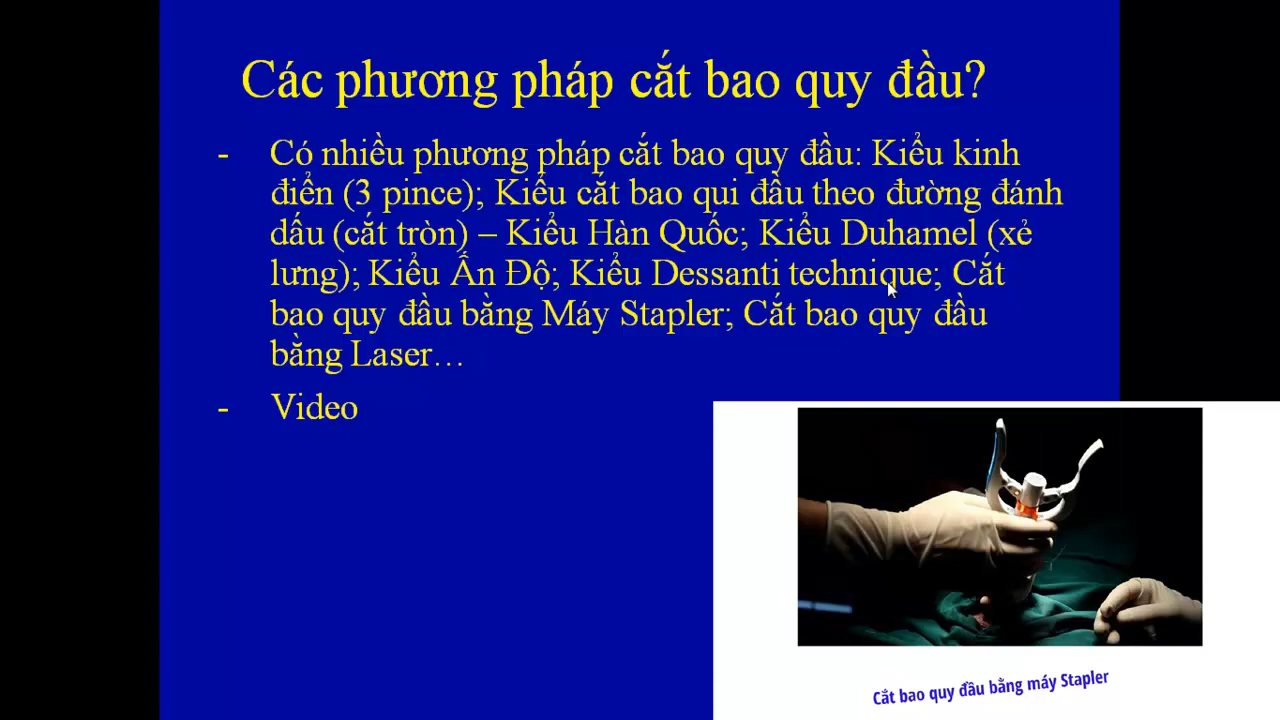 Các phương pháp cắt bao quy đầu?
- Có nhiều phương pháp cắt bao quy đầu: Kiểu kinh
điển (3 pince); Kiểu cắt bao qui đầu theo đường đánh
dấu (cắt tròn) – Kiểu Hàn Quốc; Kiểu Duhamel (xẻ
lưng); Kiểu Ấn Độ; Kiểu Dessanti technique; Cắt
bao quy đầu bằng Máy Stapler; Cắt bao quy đầu
bằng Laser…
- Video
Cắt bao quy đầu bằng máy Stapler